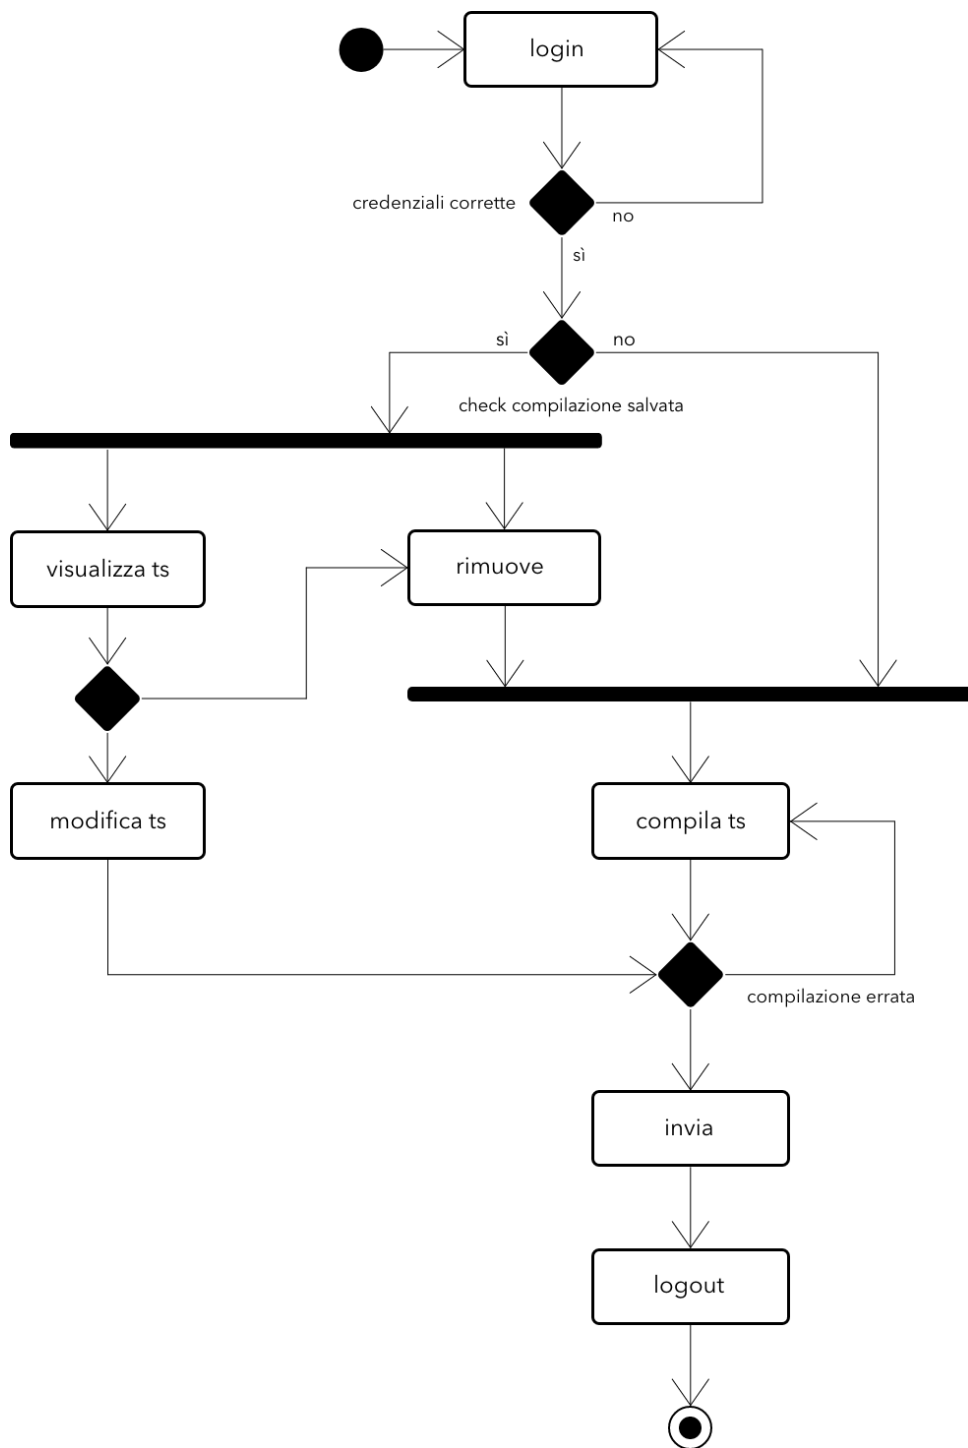 login
credenziali corrette
no
sì
sì
no
check compilazione salvata
visualizza ts
rimuove
modifica ts
compila ts
compilazione errata
invia
logout